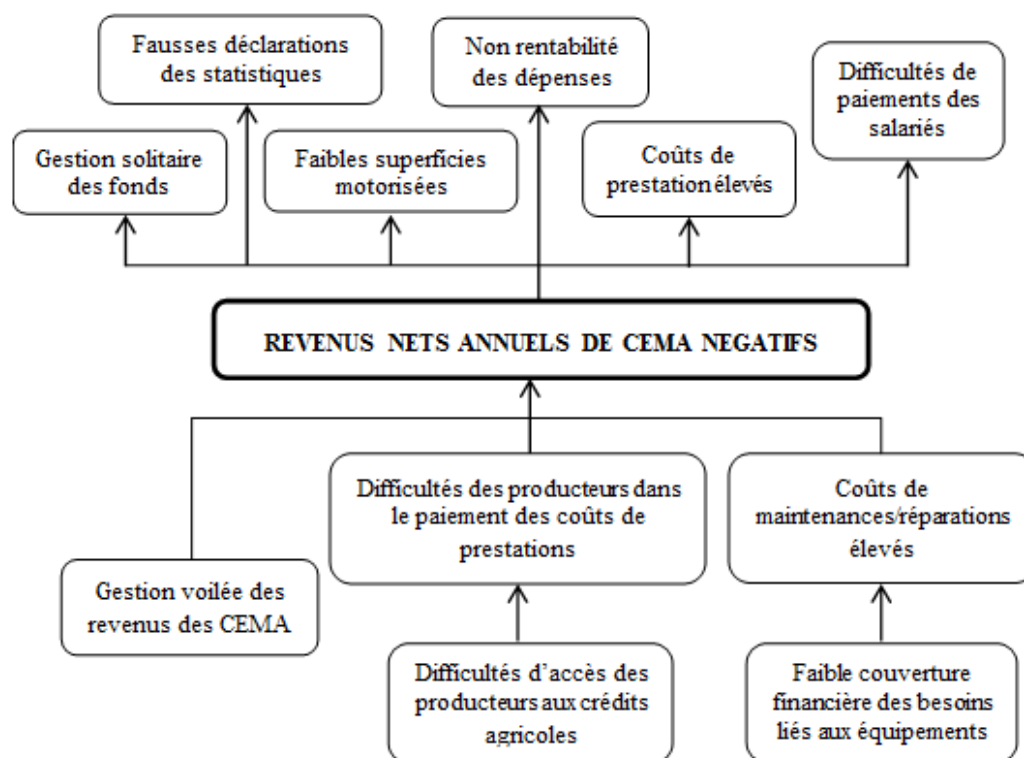 Fausses déclarations
des statistiques
Non rentabilité
des dépenses
Difficultés de
paiements des
salariés
Gestion solitaire
des fonds
Faibles superficies
motorisées
Coûts de
prestation élevés
REVENUS NETS ANNUELS DE CEMA NEGATIFS
Difficultés des producteurs dans
le paiement des coûts de
prestations
Coûts de
maintenances/réparations
élevés
Gestion voilée des
revenus des CEMA
Difficultés d'accès des
producteurs aux crédits
agricoles
Faible couverture
financière des besoins
liés aux équipements